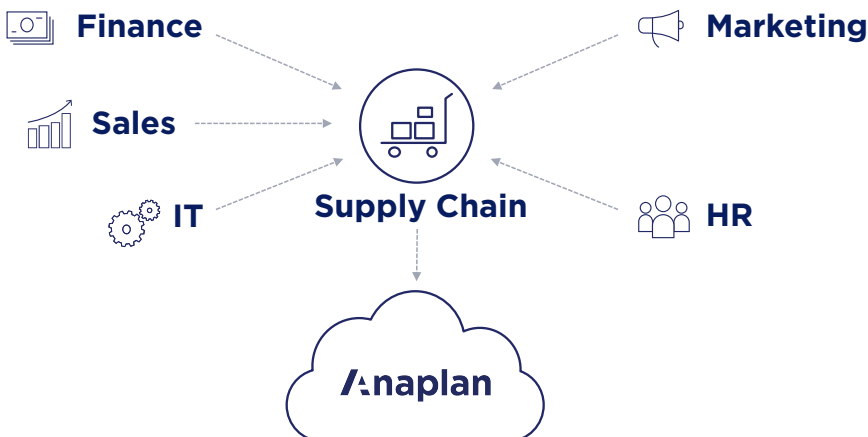 Finance
Marketing
Sales
IT
Supply Chain
HR
Anaplan